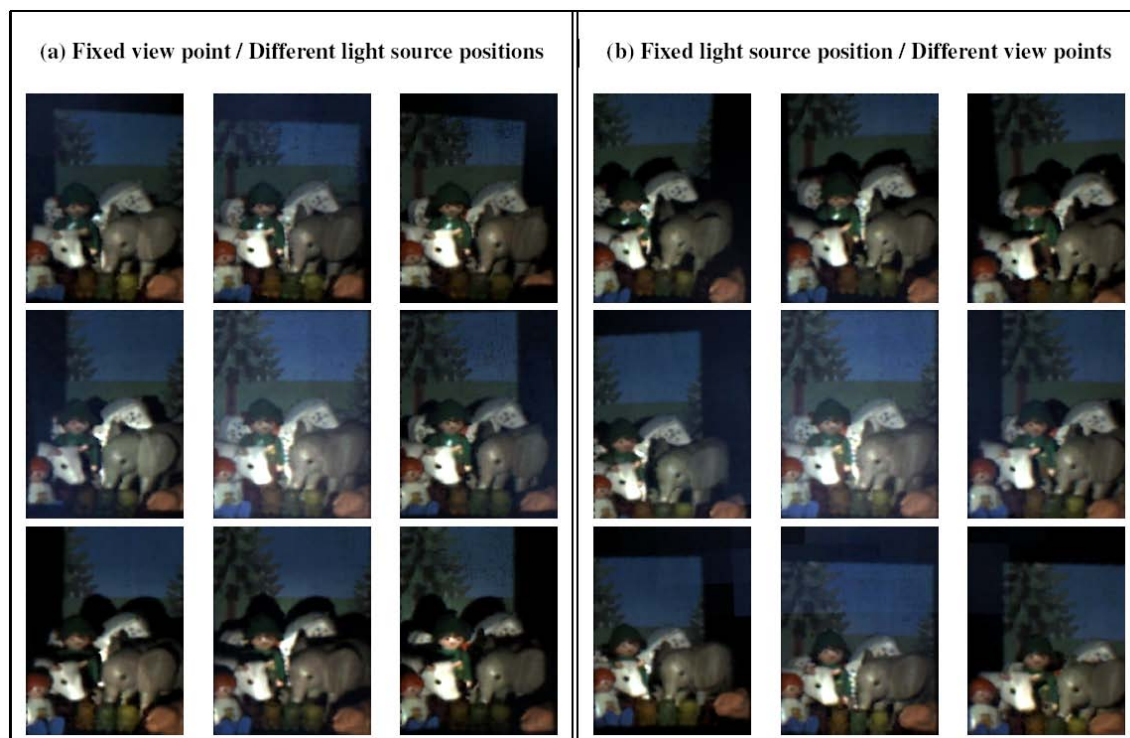 (a) Fixed view point / Different light source positions
(b) Fixed light source position / Different view points